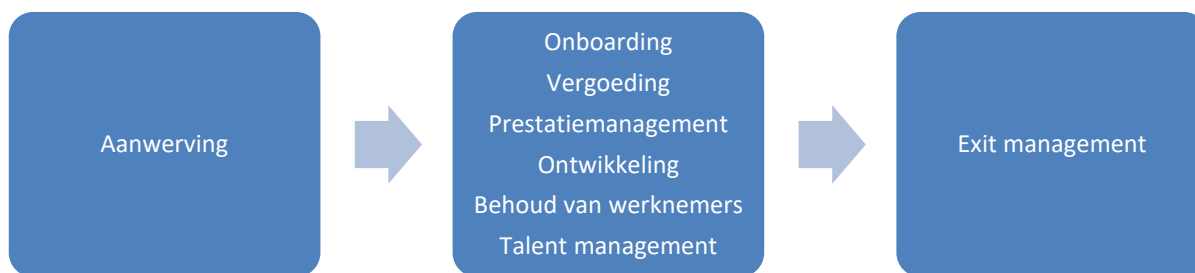 Aanwerving
Onboarding
Vergoeding
Prestatiemanagement
Ontwikkeling
Behoud van werknemers
Talent management
Exit management